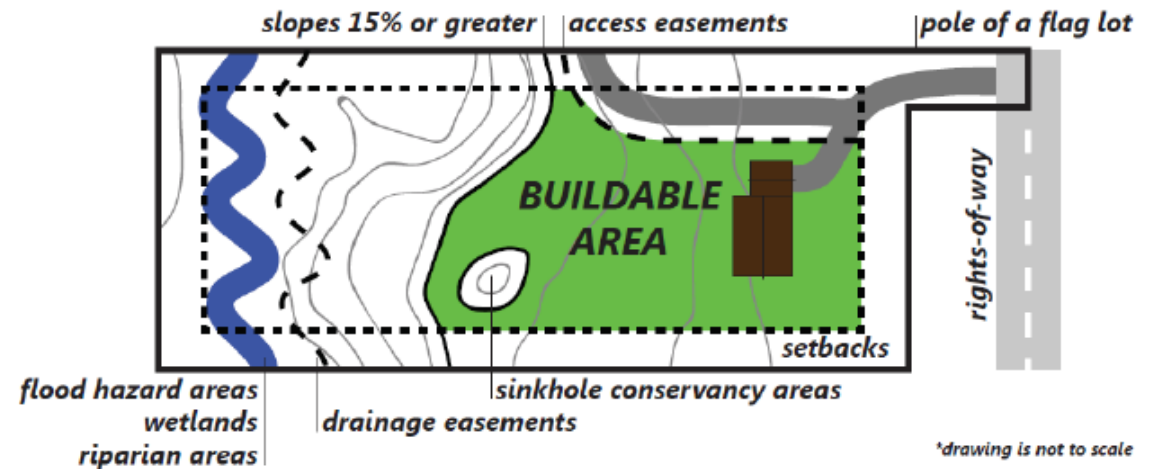 slopes 15% or greater
access easements
pole of a flag lot
BUILDABLE
AREA
rights-of-way
setbacks
flood hazard areas
wetlands
riparian areas
drainage easements
sinkhole conservancy areas
*drawing is not to scale